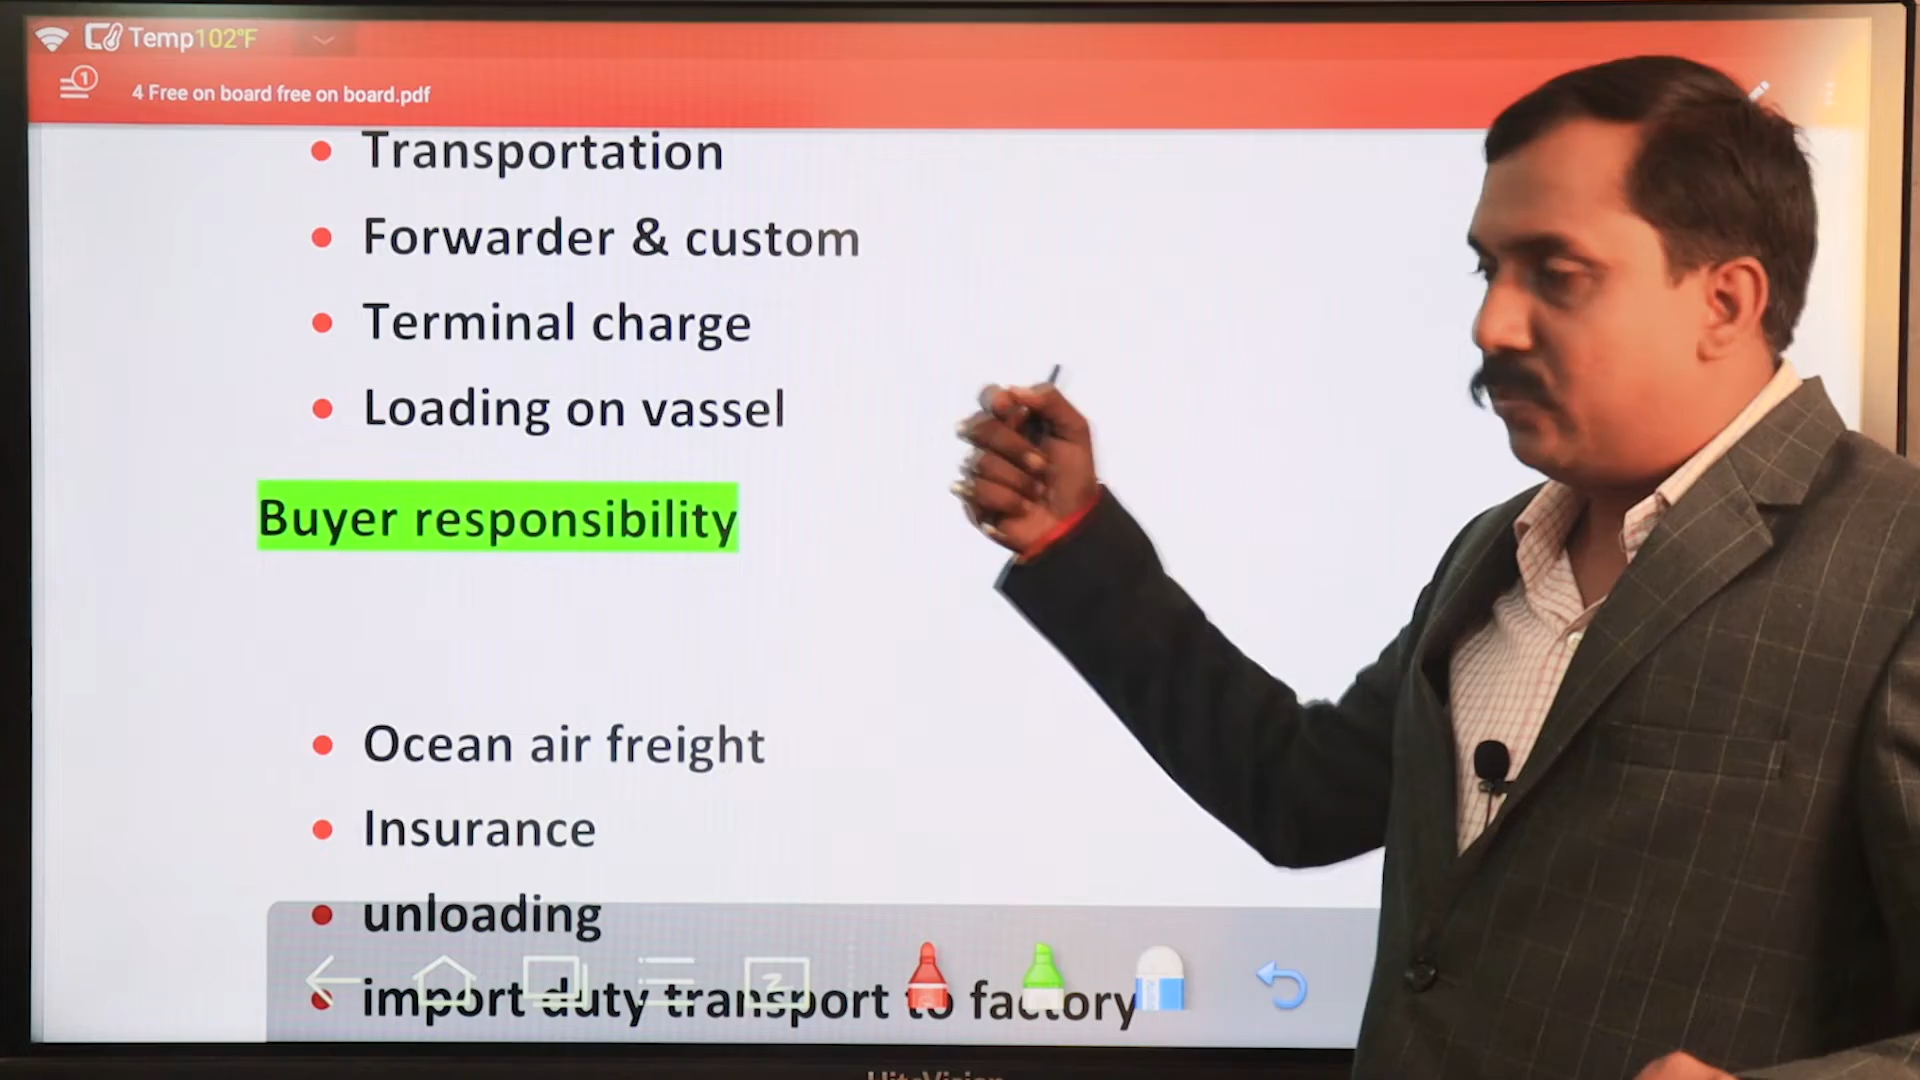 Temp102°F
1
4 Free on board free on board.pdf
Transportation
Forwarder & custom
Terminal charge
Loading on vassel
Buyer responsibility
Ocean air freight
Insurance
unloading
import duty transport to factory